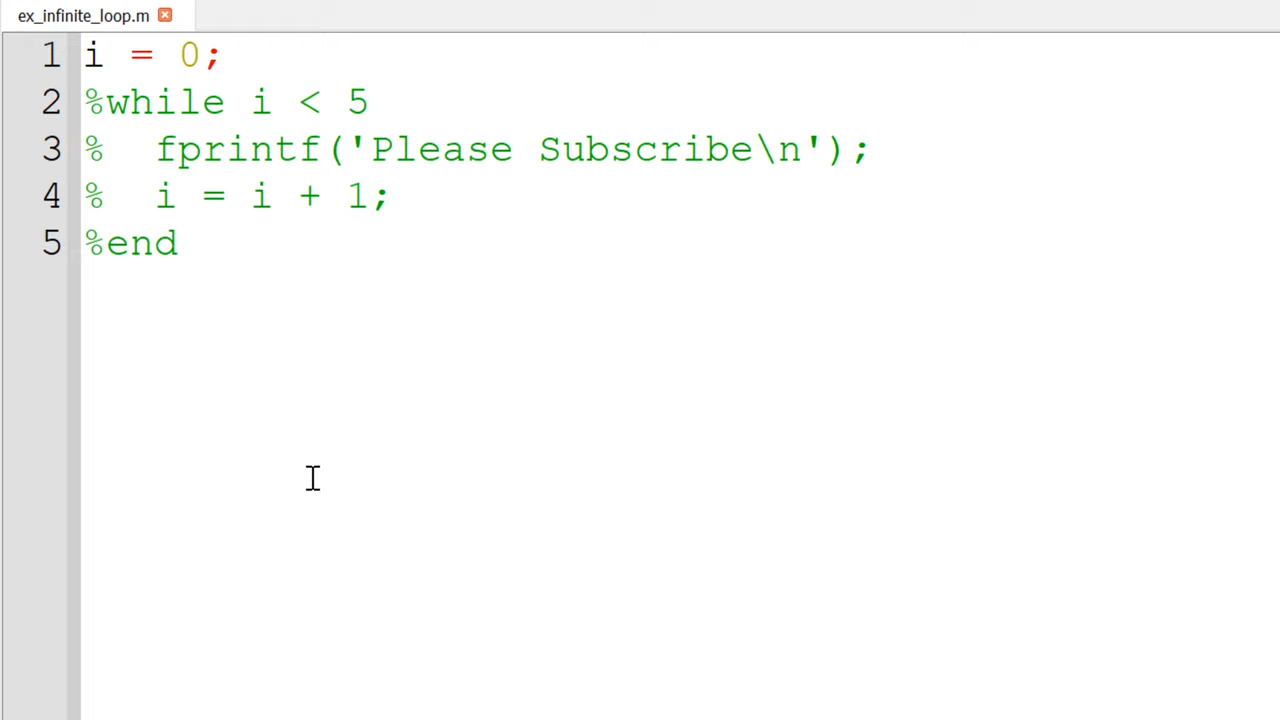 ex_infinite_loop.m
1 i = 0;
2 %while i < 5
3 %  fprintf('Please Subscribe\n');
4 %  i = i + 1;
5 %end